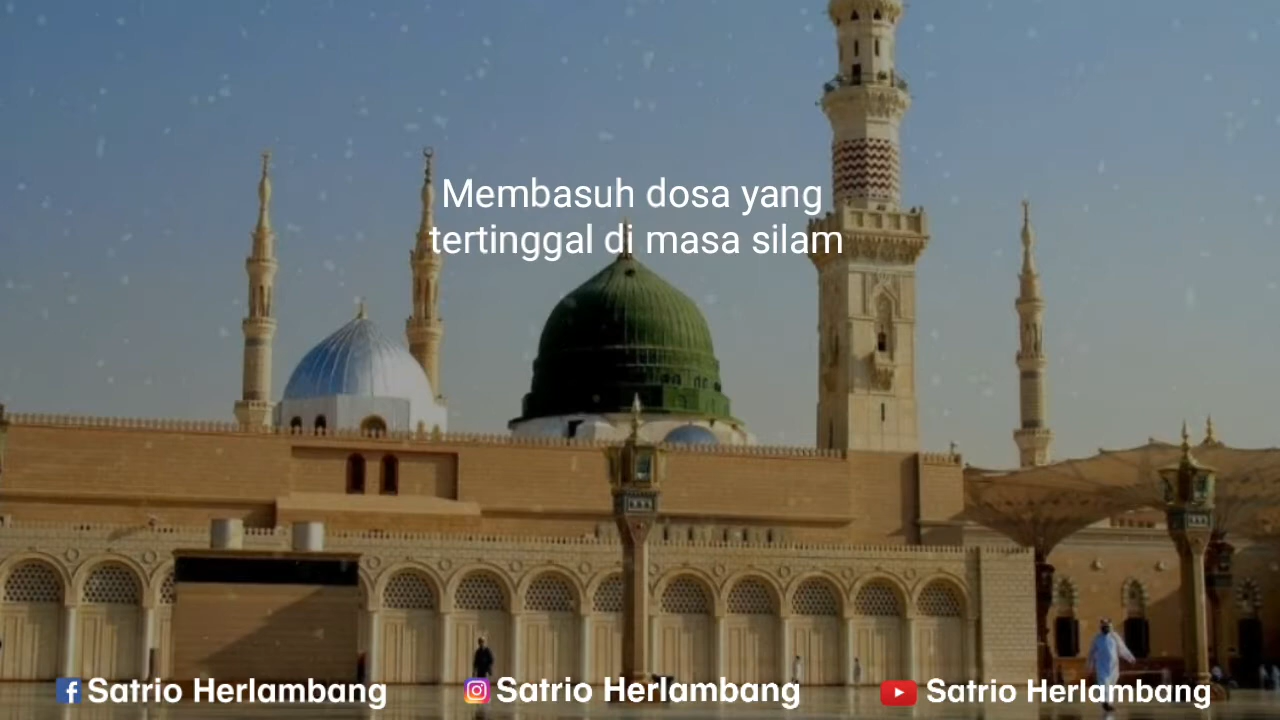 Membasuh dosa yang
tertinggal di masa silam
Satrio Herlambang
Satrio Herlambang
Satrio Herlambang